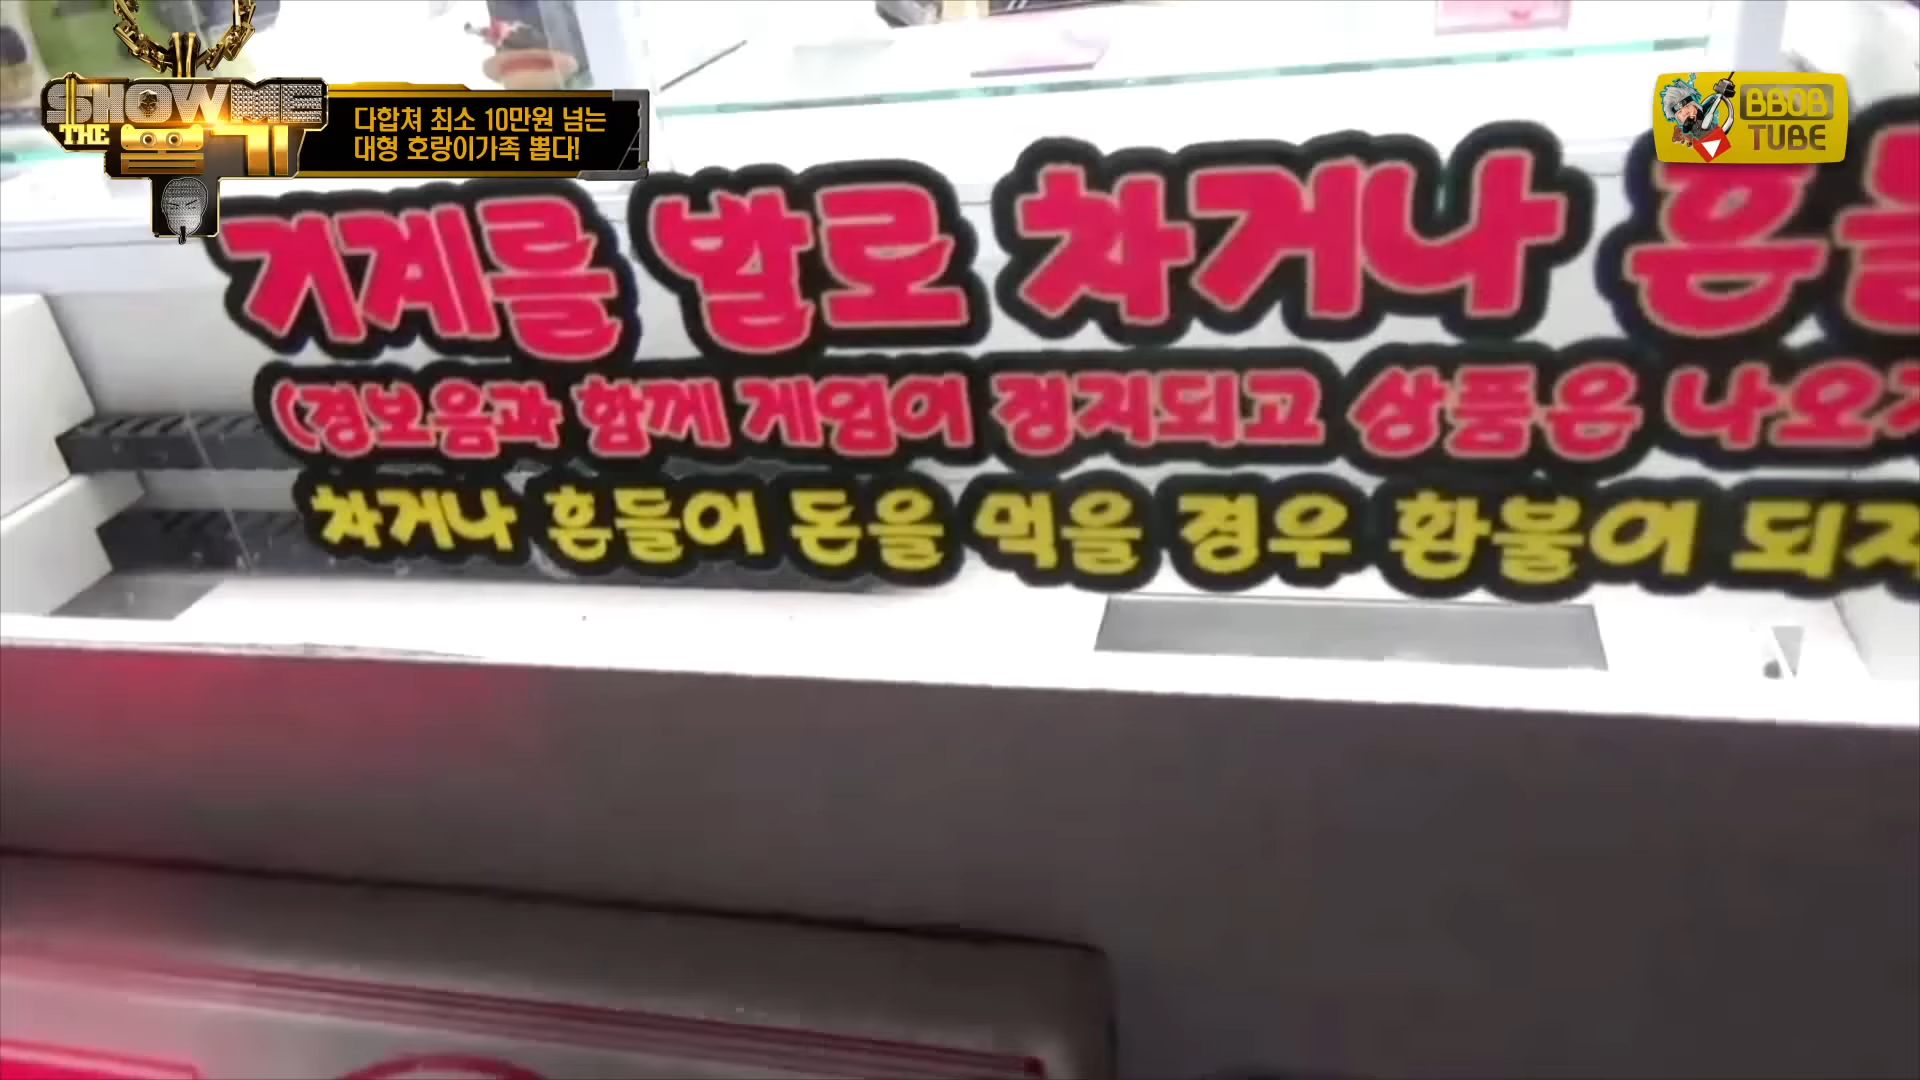 SHOW ME
THE 뽑기
다합쳐 최소 10만원 넘는
대형 호랑이가족 뽑다!
BBOB
TUBE
기계를 발로 차거나
(경보음과 함께 게임이 정지되고 상품은
차거나 흔들어 돈을 먹을 경우 환불이